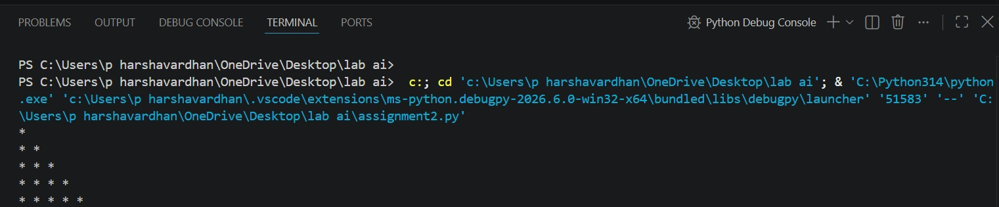 PROBLEMS OUTPUT DEBUG CONSOLE TERMINAL PORTS Python Debug Console
PS C:\Users\p harshavardhan\OneDrive\Desktop\lab ai>
PS C:\Users\p harshavardhan\OneDrive\Desktop\lab ai>  c:; cd 'c:\Users\p harshavardhan\OneDrive\Desktop\lab ai'; & 'C:\Python314\python
.exe' 'c:\Users\p harshavardhan\.vscode\extensions\ms-python.debugpy-2026.6.0-win32-x64\bundled\libs\debugpy\launcher' '51583' '--' 'C:
\Users\p harshavardhan\OneDrive\Desktop\lab ai\assignment2.py'
*
* *
* * *
* * * *
* * * * *